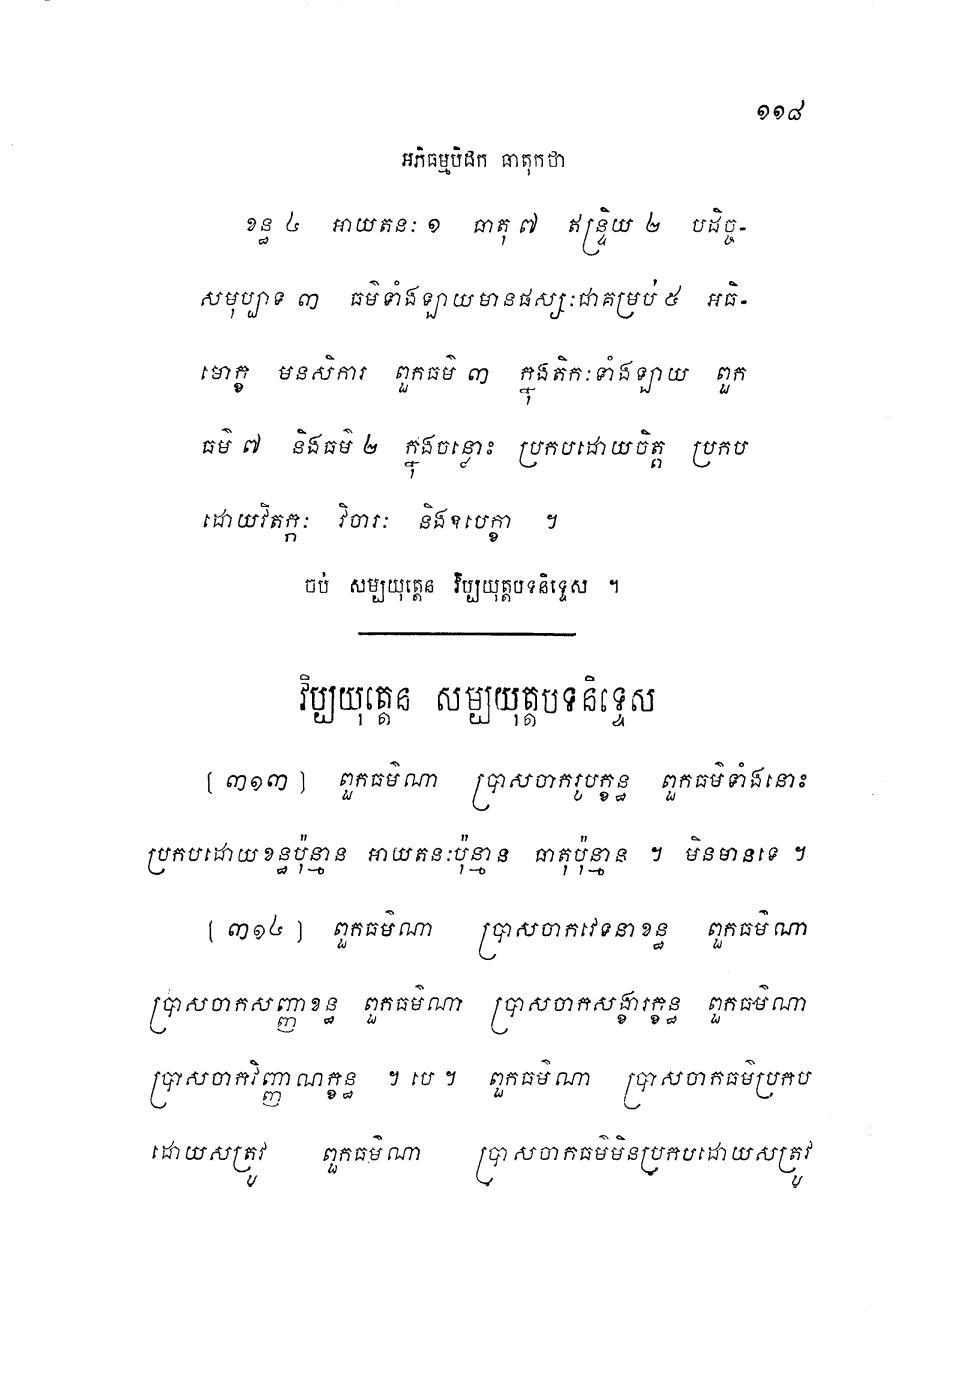 ១១៨
អភិធម្មបិដក ធាតុកថា
ខន្ធ ៤ អាយតនៈ ១ ធាតុ ៧ ឥន្ទ្រិយ ២ បដិច្ច-
សមុប្បាទ ៣ ធម៌ទាំងឡាយមានផស្សៈជាគម្រប់ ៥ អធិ-
មោក្ខ មនសិការ ពួកធម៌ ៣ ក្នុងតិកៈទាំងឡាយ ពួក
ធម៌ ៧ និងធម៌ ២ ក្នុងចន្លោះ ប្រកបដោយចិត្ត ប្រកប
ដោយវិតក្កៈ វិចារៈ និងឧបេក្ខា ។
ចប់ សម្បយុត្តេន វិប្បយុត្តបទនិទ្ទេស ។
វិប្បយុត្តេន សម្បយុត្តបទនិទ្ទេស
[ ៣១៣ ] ពួកធម៌ណា ប្រាសចាករូបក្ខន្ធ ពួកធម៌ទាំងនោះ
ប្រកបដោយខន្ធប៉ុន្មាន អាយតនៈប៉ុន្មាន ធាតុប៉ុន្មាន ។ មិនមានទេ ។
[ ៣១៤ ] ពួកធម៌ណា ប្រាសចាកវេទនាខន្ធ ពួកធម៌ណា
ប្រាសចាកសញ្ញាខន្ធ ពួកធម៌ណា ប្រាសចាកសង្ខារក្ខន្ធ ពួកធម៌ណា
ប្រាសចាកវិញ្ញាណក្ខន្ធ ។ បេ ។ ពួកធម៌ណា ប្រាសចាកធម៌ប្រកប
ដោយសត្រូវ ពួកធម៌ណា ប្រាសចាកធម៌មិនប្រកបដោយសត្រូវ